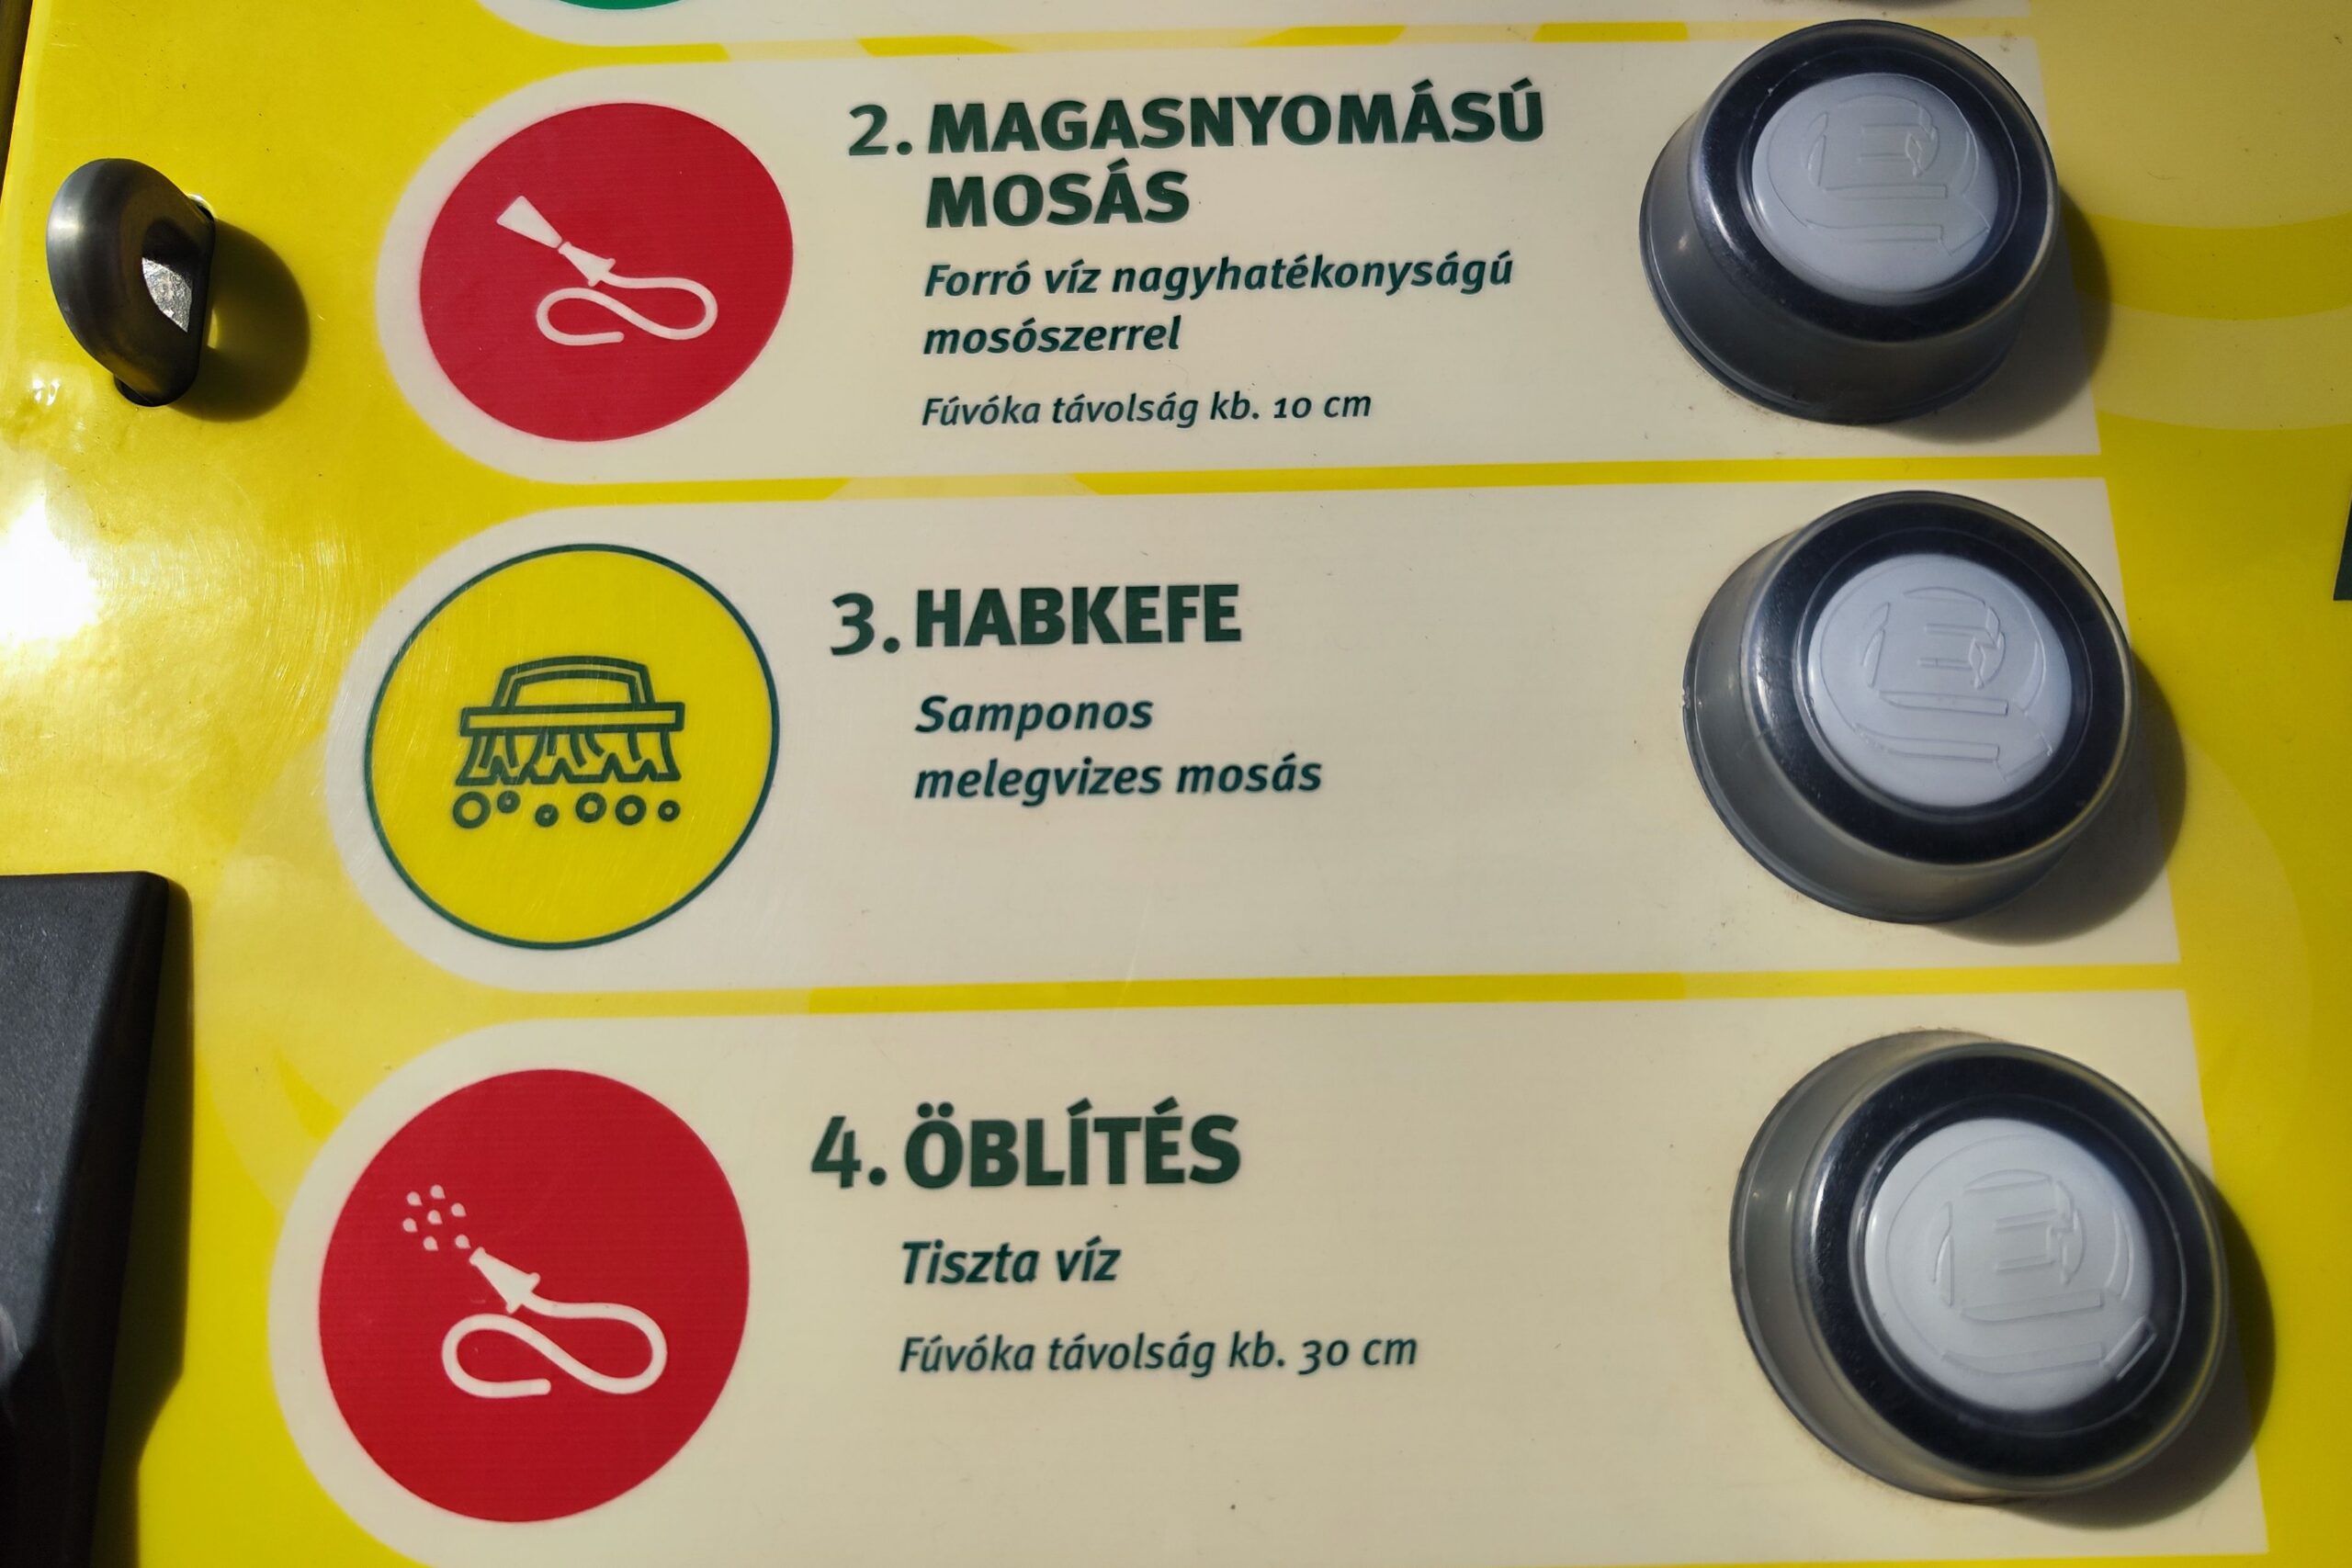 2. MAGASNYOMÁSÚ
MOSÁS
Forró víz nagyhatékonyságú
mosószerrel
Fúvóka távolság kb. 10 cm
3. HABKEFE
Samponos
melegvizes mosás
4. ÖBLÍTÉS
Tiszta víz
Fúvóka távolság kb. 30 cm